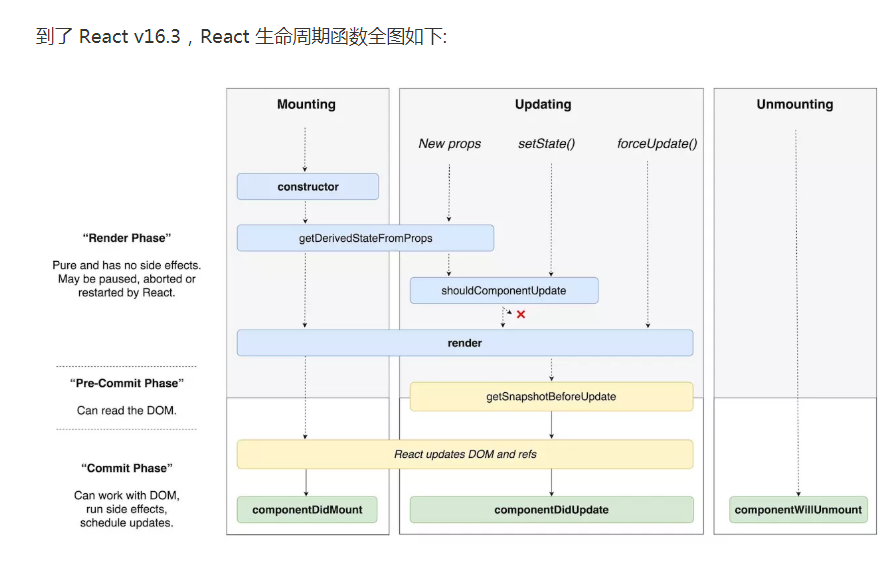 到了 React v16.3，React 生命周期函数全图如下:
Mounting
Updating
Unmounting
New props
setState()
forceUpdate()
constructor
“Render Phase”
Pure and has no side effects.
May be paused, aborted or
restarted by React.
getDerivedStateFromProps
shouldComponentUpdate
render
“Pre-Commit Phase”
Can read the DOM.
getSnapshotBeforeUpdate
React updates DOM and refs
“Commit Phase”
Can work with DOM,
run side effects,
schedule updates.
componentDidMount
componentDidUpdate
componentWillUnmount